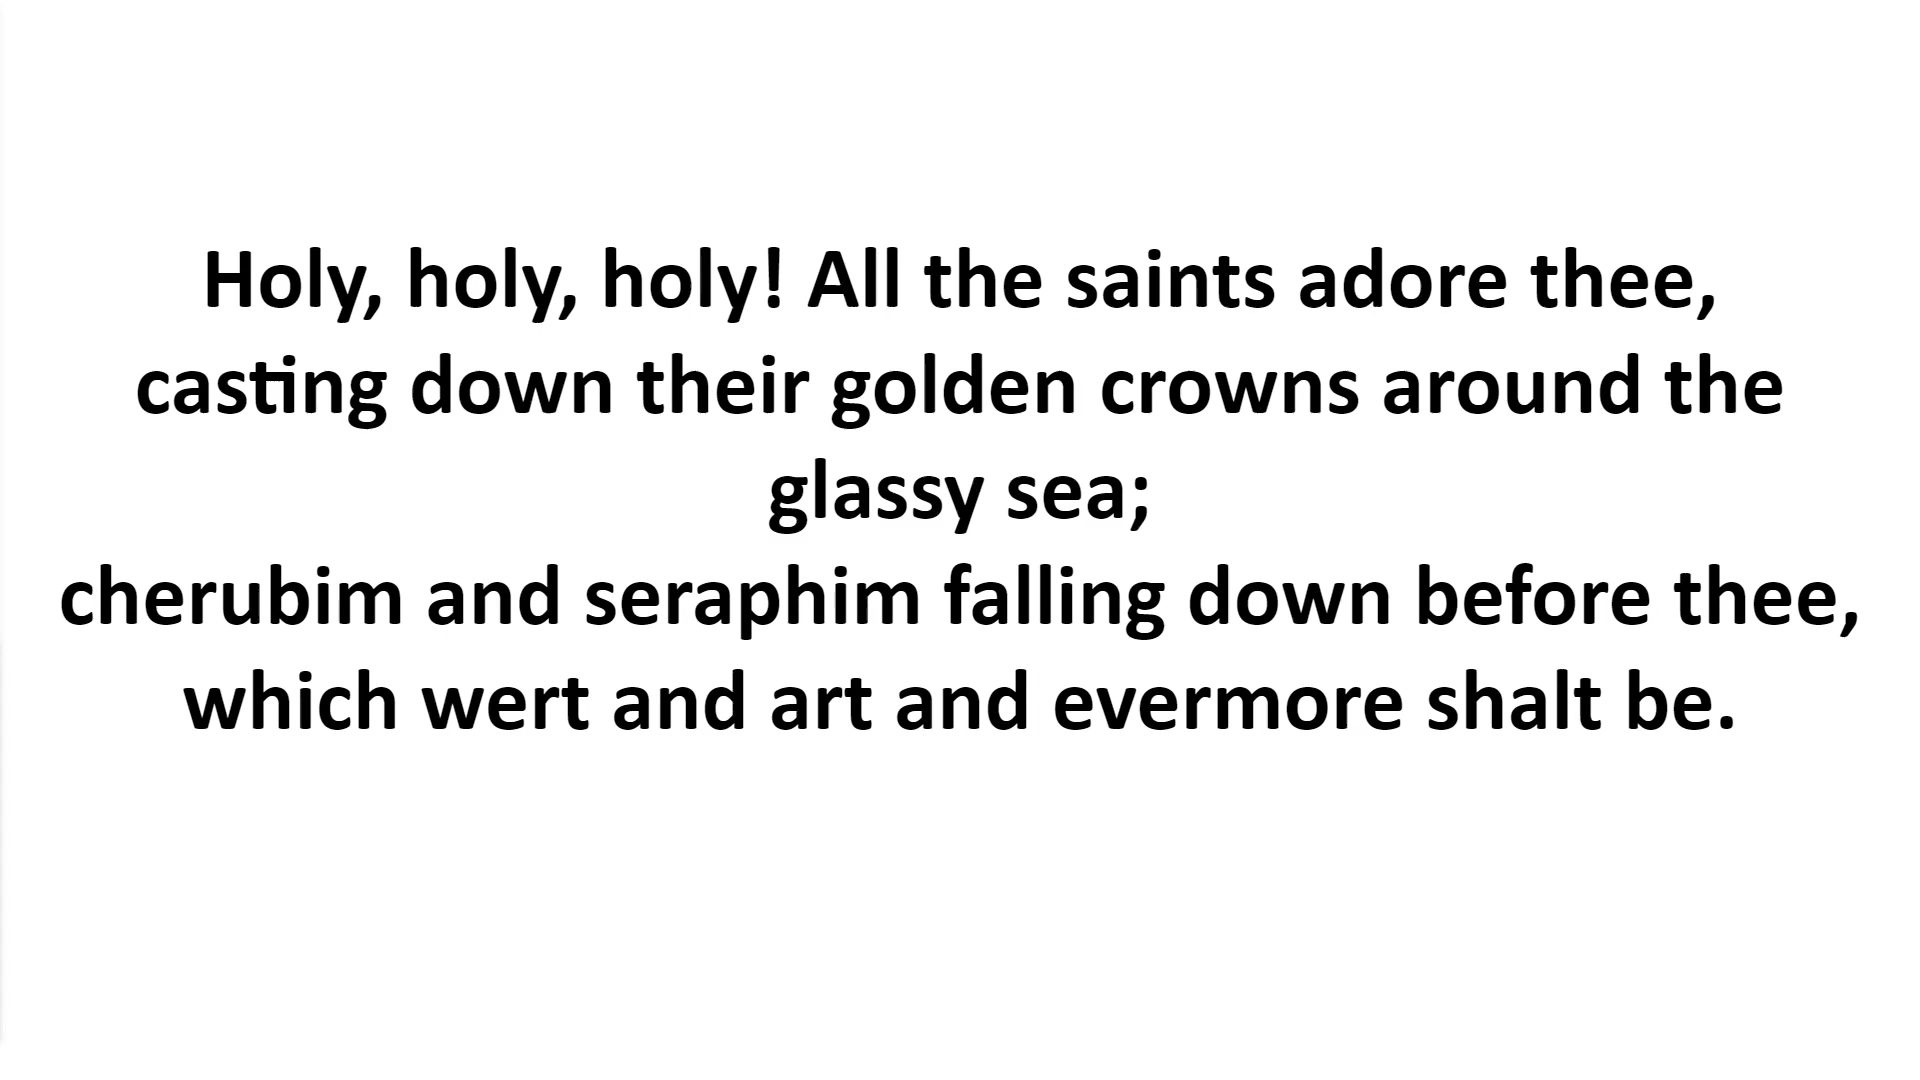 Holy, holy, holy! All the saints adore thee,
casting down their golden crowns around the
glassy sea;
cherubim and seraphim falling down before thee,
which wert and art and evermore shalt be.